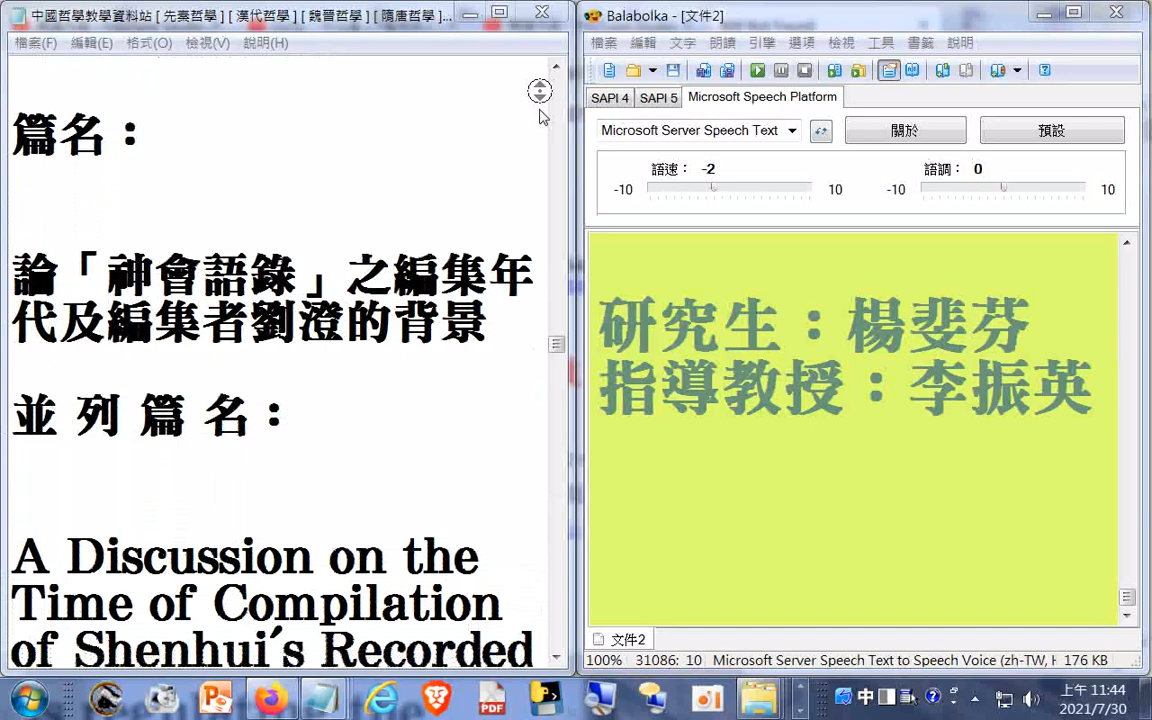 中國哲學教學資料站 [ 先秦哲學 ] [ 漢代哲學 ] [ 魏晉哲學 ] [ 隋唐哲學 ]...
檔案(F) 編輯(E) 格式(O) 檢視(V) 說明(H)
篇名：
論「神會語錄」之編集年
代及編集者劉澄的背景
並 列 篇 名：
A Discussion on the
Time of Compilation
of Shenhui's Recorded
Balabolka - [文件2]
檔案 編輯 文字 朗讀 引擎 選項 檢視 工具 書籤 說明
SAPI 4 SAPI 5 Microsoft Speech Platform
Microsoft Server Speech Text 關於 預設
語速： -2 語調： 0
-10 10 -10 10
研究生：楊斐芬
指導教授：李振英
文件2
100% 31086: 10 Microsoft Server Speech Text to Speech Voice (zh-TW, H 176 KB
PDF 中 上午 11:44
2021/7/30